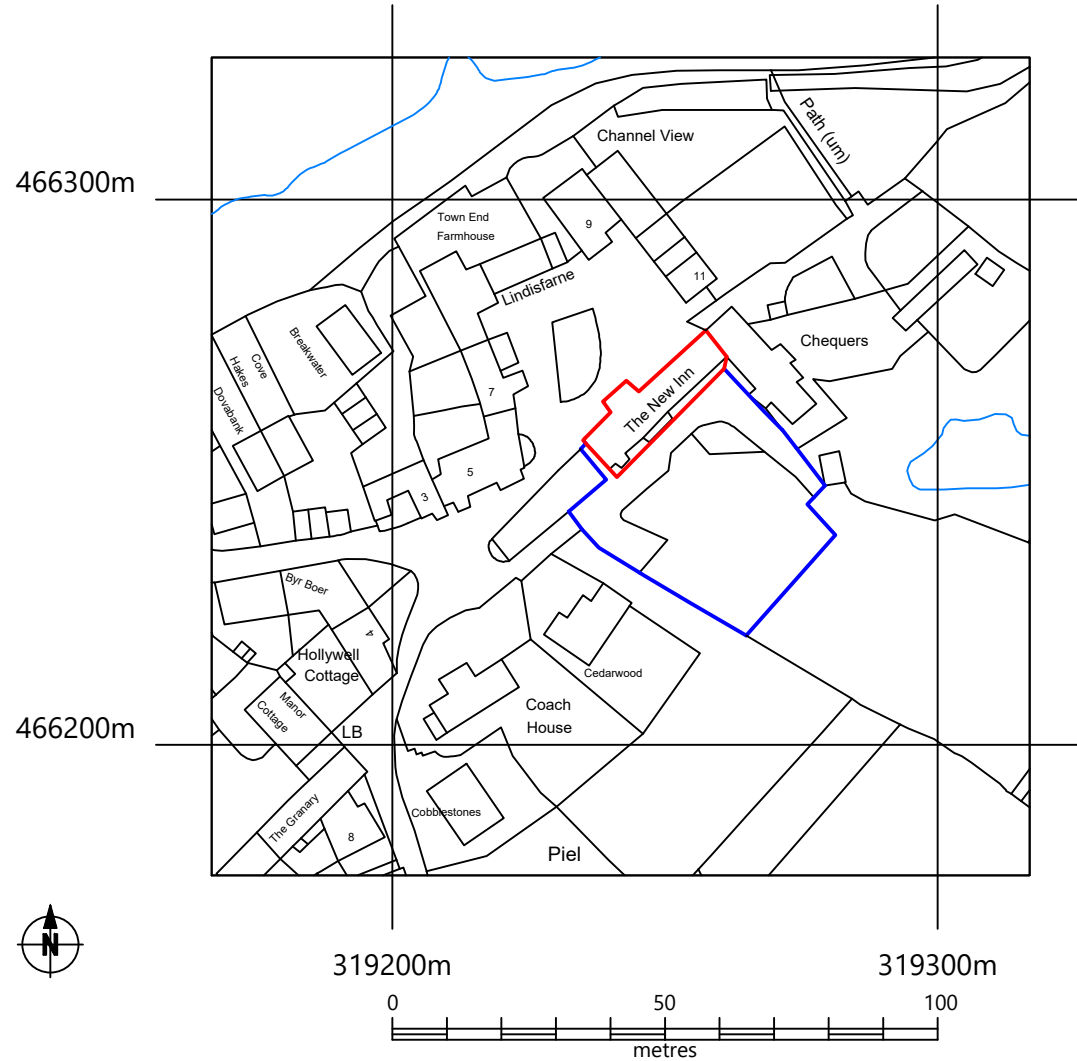 Channel View
Path (um)
466300m
Town End
Farmhouse
9
Lindisfarne
11
Chequers
Breakwater
Cove
Hakes
Dovabank
The New Inn
7
5
3
Byr Boer
4
Hollywell
Cottage
Cedarwood
Manor
Cottage
Coach
House
466200m
LB
The Granary
8
Cobblestones
Piel
N
319200m
319300m
0
50
100
metres